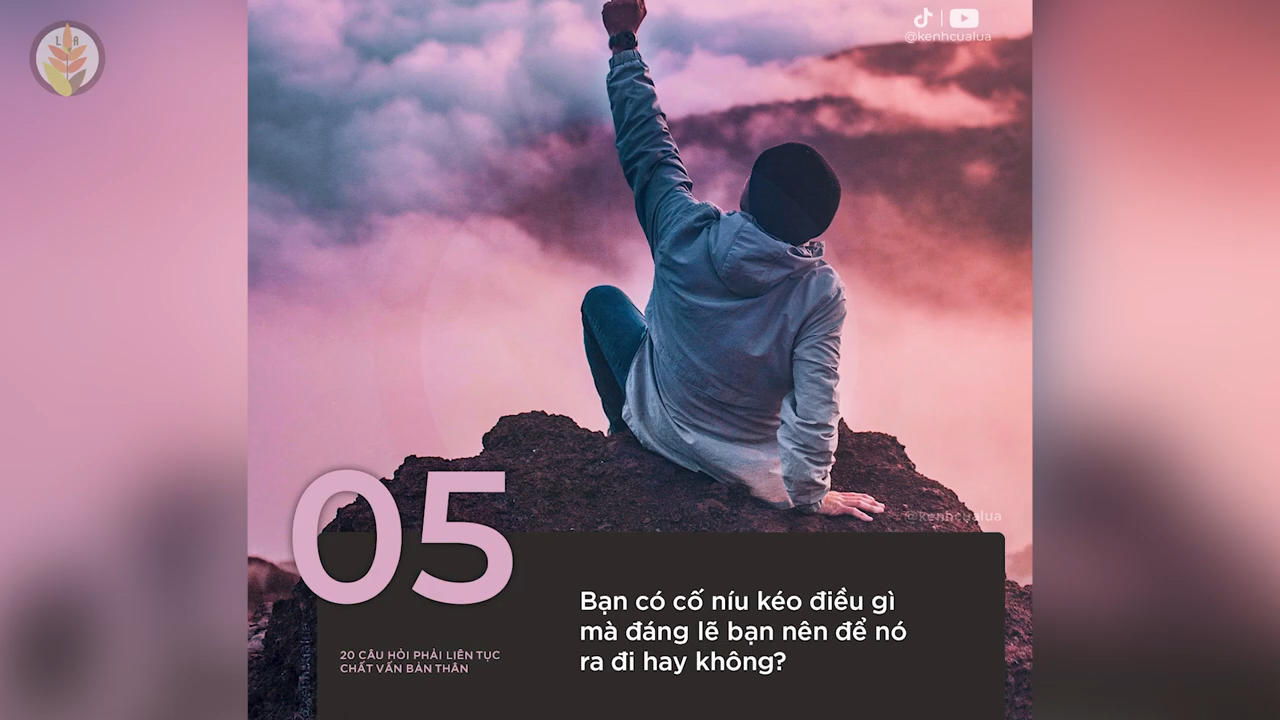 L A
@kenhcualua
@kenhcualua
05
20 CÂU HỎI PHẢI LIÊN TỤC
CHẤT VẤN BẢN THÂN
Bạn có cố níu kéo điều gì
mà đáng lẽ bạn nên để nó
ra đi hay không?